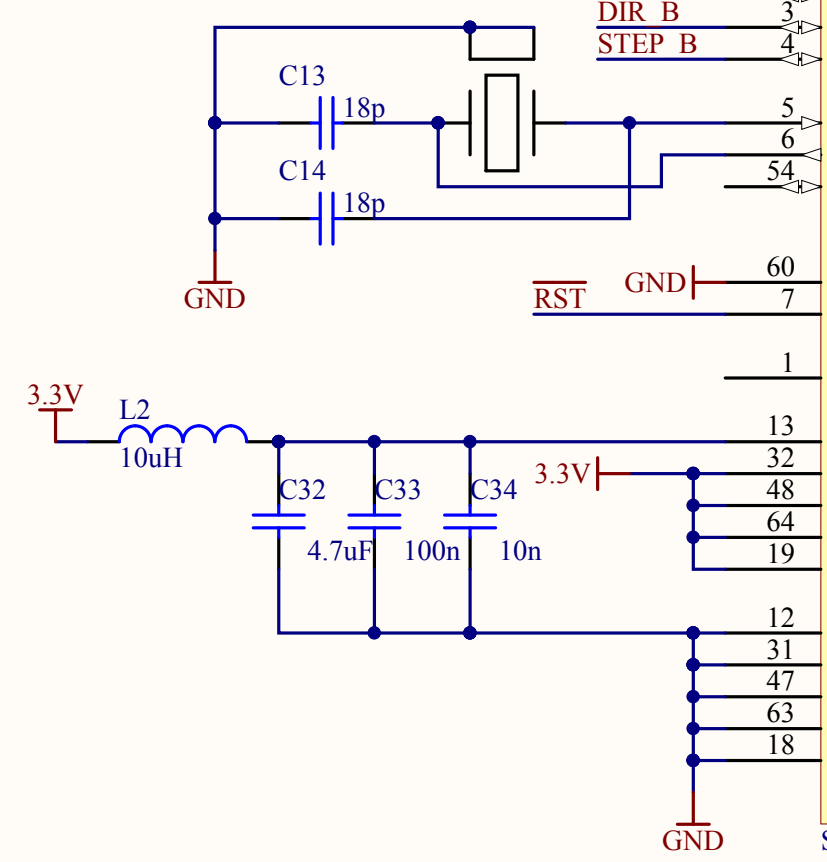 DIR_B
3
STEP_B
4
C13
18p
5
6
C14
54
18p
GND
60
GND
RST
7
1
3.3V
L2
13
10uH
3.3V
32
C32
C33
C34
48
64
4.7uF
100n
10n
19
12
31
47
63
18
GND